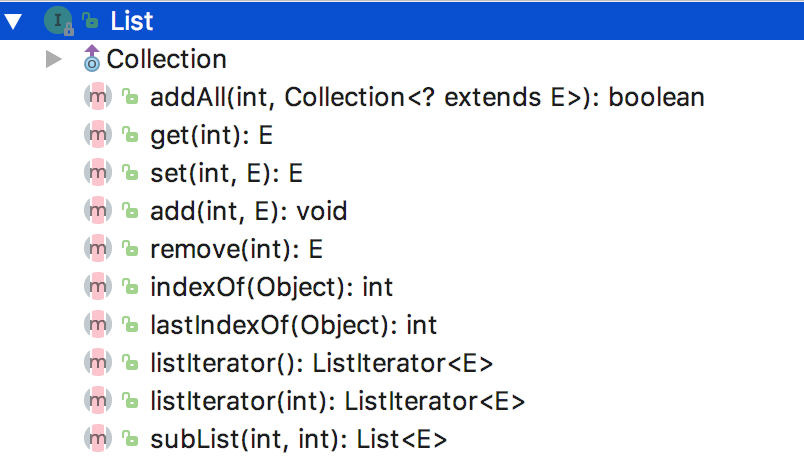 List
Collection
addAll(int, Collection<? extends E>): boolean
get(int): E
set(int, E): E
add(int, E): void
remove(int): E
indexOf(Object): int
lastIndexOf(Object): int
listIterator(): ListIterator<E>
listIterator(int): ListIterator<E>
subList(int, int): List<E>